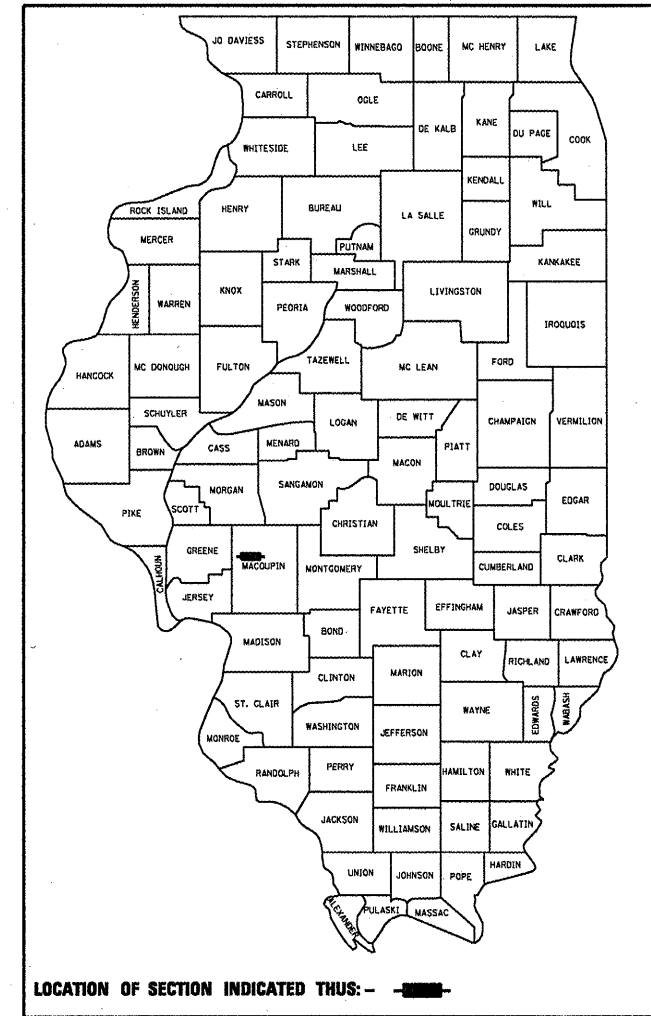 JO DAVIESS STEPHENSON WINNEBAGO BOONE MC HENRY LAKE
CARROLL OGLE DE KALB KANE DU PAGE COOK
WHITESIDE LEE KENDALL WILL
ROCK ISLAND HENRY BUREAU LA SALLE GRUNDY
MERCER PUTNAM KANKAKEE
HENDERSON WARREN KNOX STARK MARSHALL LIVINGSTON
PEORIA WOODFORD IROQUOIS
HANCOCK MC DONOUGH FULTON TAZEWELL MC LEAN FORD
SCHUYLER MASON LOGAN DE WITT CHAMPAIGN VERMILION
ADAMS BROWN CASS MENARD MACON PIATT
PIKE SCOTT MORGAN SANGAMON CHRISTIAN MOULTRIE DOUGLAS EDGAR
COLES
CALHOUN GREENE MACOUPIN MONTGOMERY SHELBY CUMBERLAND CLARK
JERSEY FAYETTE EFFINGHAM JASPER CRAWFORD
MADISON BOND CLAY RICHLAND LAWRENCE
CLINTON MARION
ST. CLAIR WAYNE EDWARDS WABASH
MONROE WASHINGTON JEFFERSON
RANDOLPH PERRY HAMILTON WHITE
FRANKLIN
JACKSON WILLIAMSON SALINE GALLATIN
UNION JOHNSON POPE HARDIN
ALEXANDER PULASKI MASSAC
LOCATION OF SECTION INDICATED THUS: -